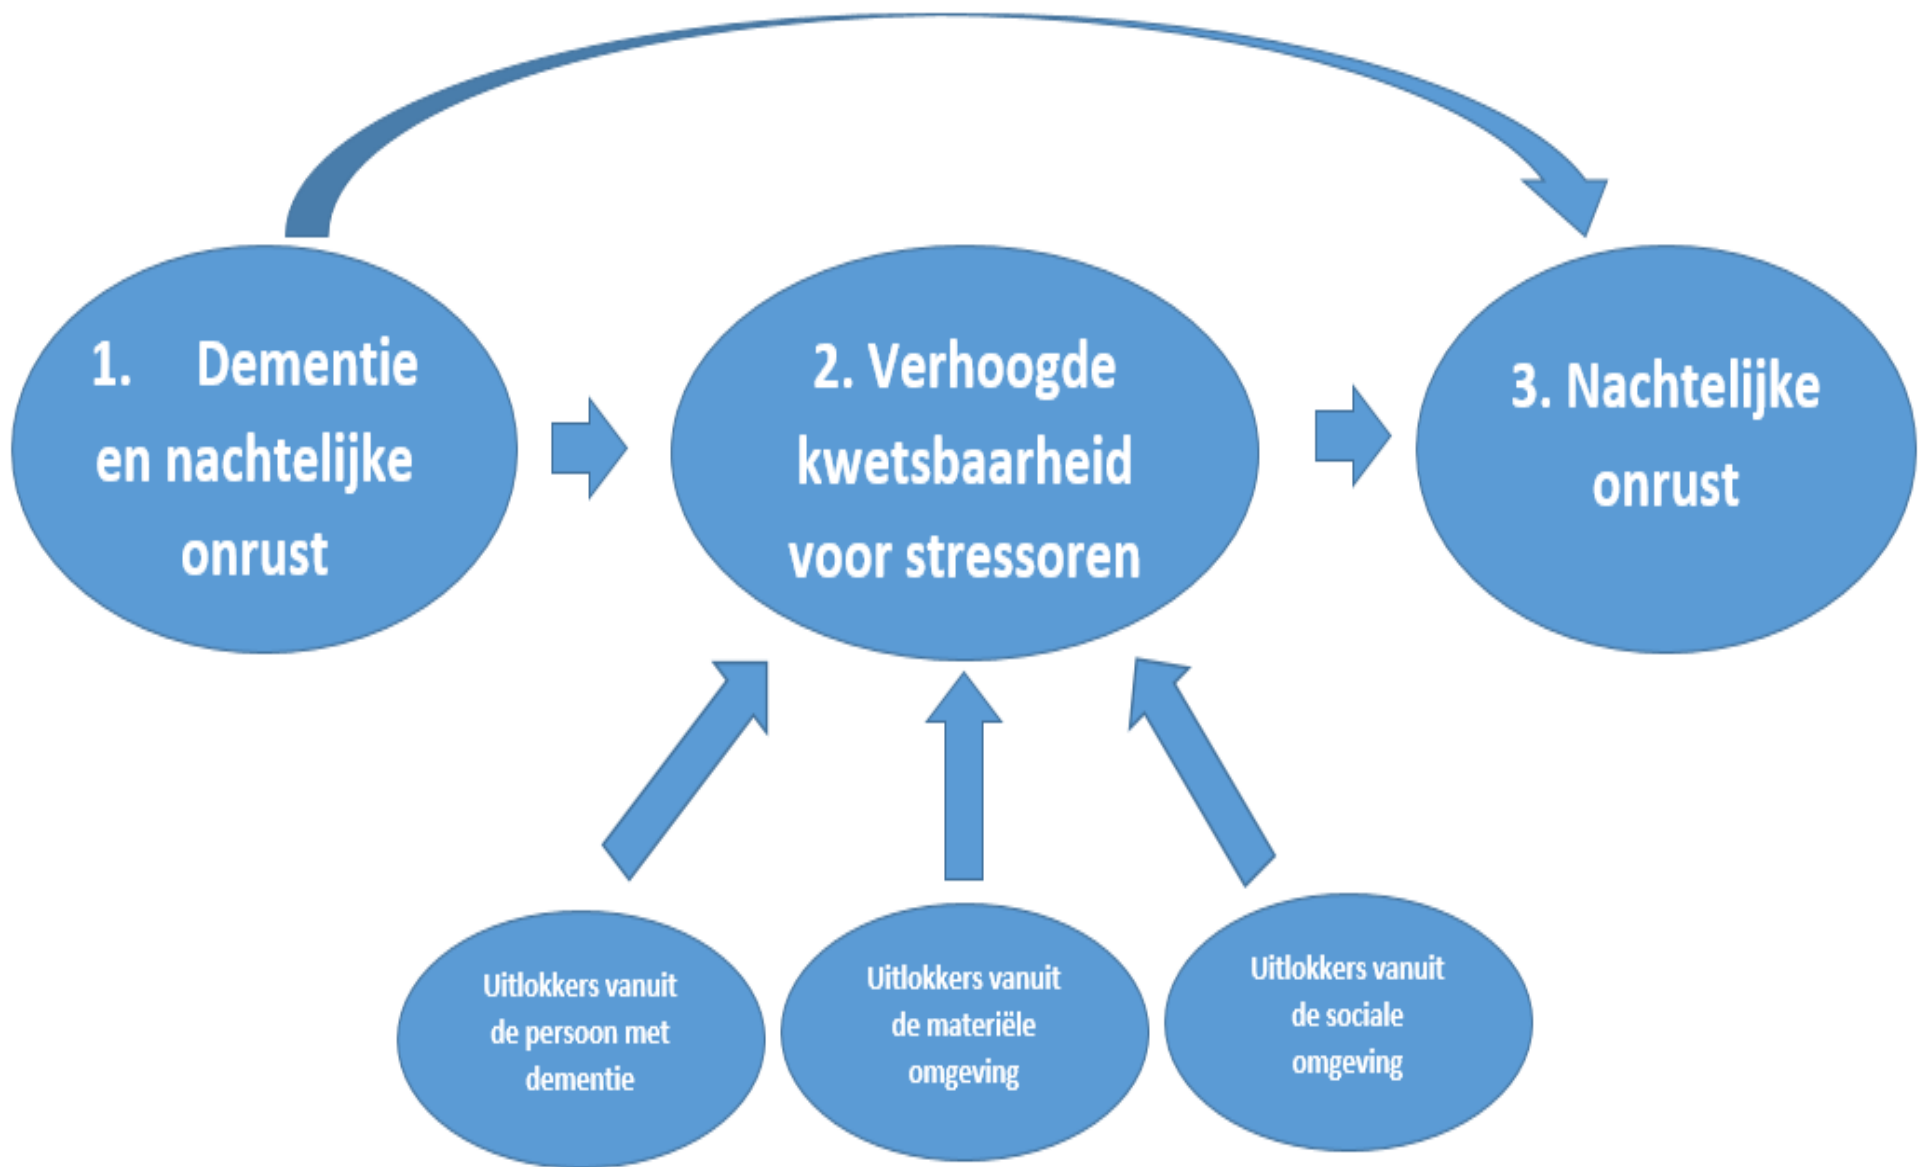 1. Dementie
en nachtelijke
onrust
2. Verhoogde
kwetsbaarheid
voor stressoren
3. Nachtelijke
onrust
Uitlokkers vanuit
de persoon met
dementie
Uitlokkers vanuit
de materiële
omgeving
Uitlokkers vanuit
de sociale
omgeving